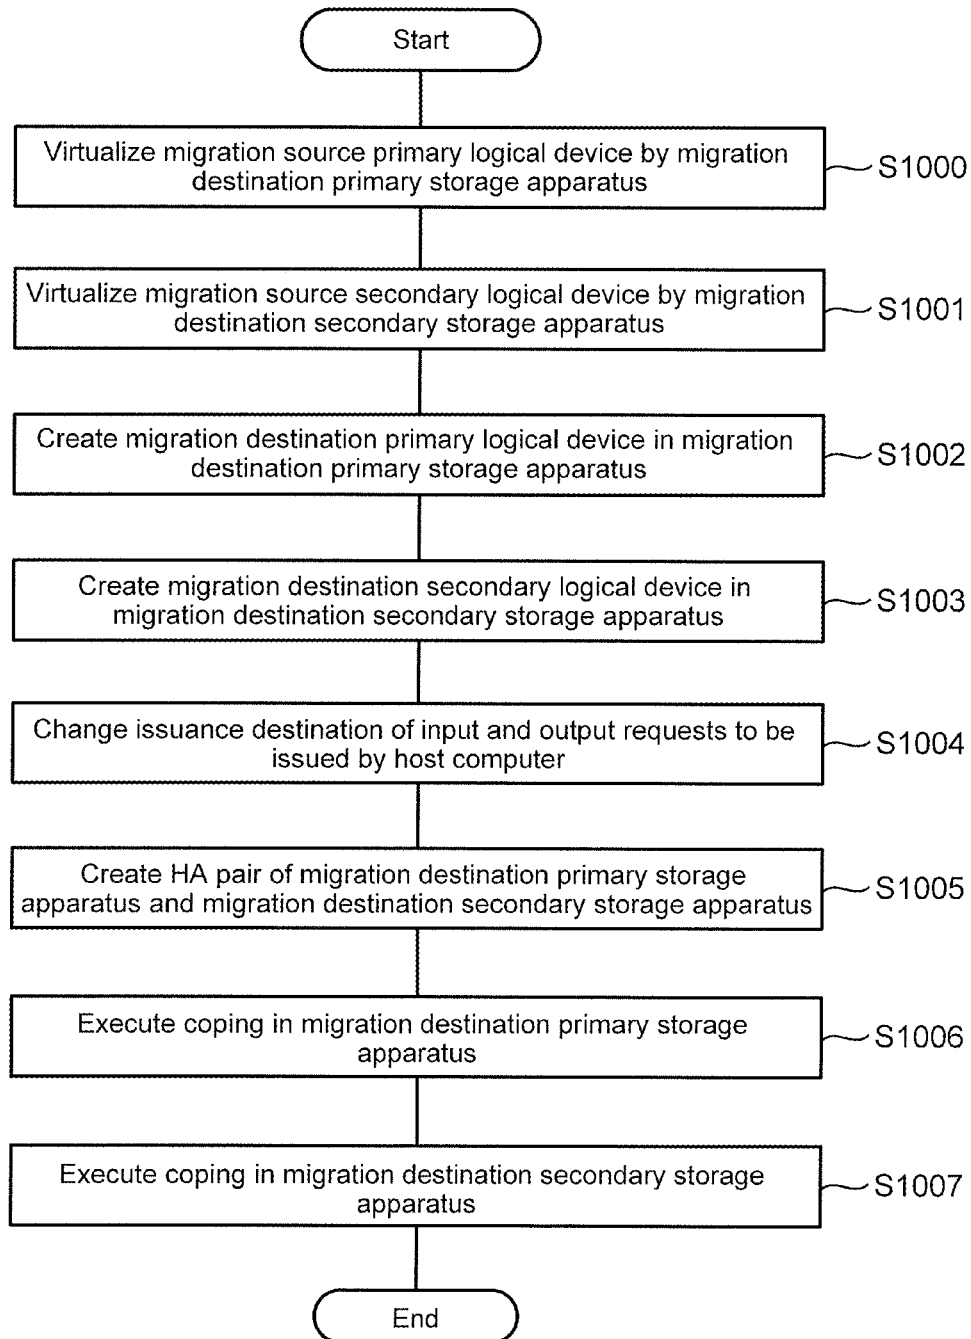 Start
Virtualize migration source primary logical device by migration
destination primary storage apparatus
S1000
Virtualize migration source secondary logical device by migration
destination secondary storage apparatus
S1001
Create migration destination primary logical device in migration
destination primary storage apparatus
S1002
Create migration destination secondary logical device in
migration destination secondary storage apparatus
S1003
Change issuance destination of input and output requests to be
issued by host computer
S1004
Create HA pair of migration destination primary storage
apparatus and migration destination secondary storage apparatus
S1005
Execute coping in migration destination primary storage
apparatus
S1006
Execute coping in migration destination secondary storage
apparatus
S1007
End